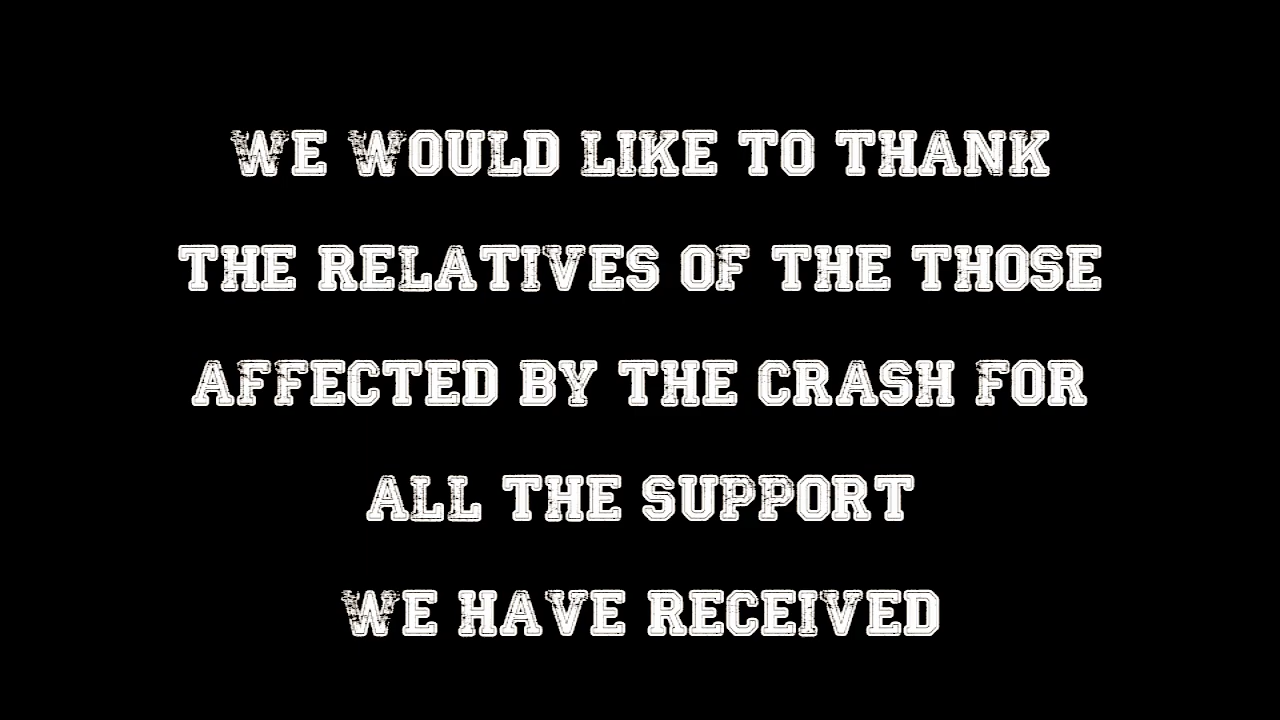 WE WOULD LIKE TO THANK
THE RELATIVES OF THE THOSE
AFFECTED BY THE CRASH FOR
ALL THE SUPPORT
WE HAVE RECEIVED